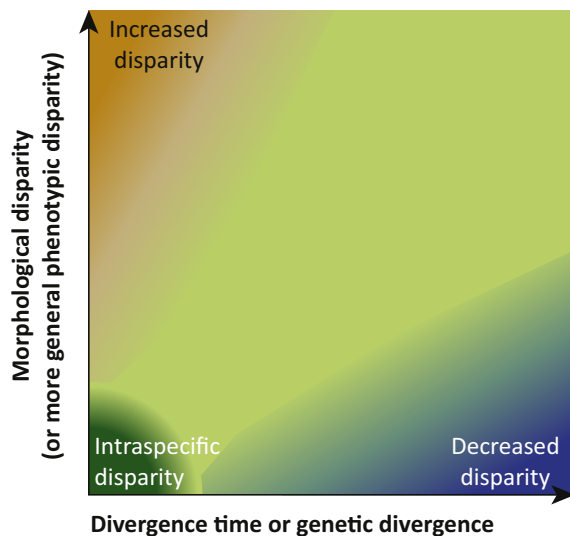 Increased
disparity
Morphological disparity
(or more general phenotypic disparity)
Intraspecific
disparity
Decreased
disparity
Divergence time or genetic divergence